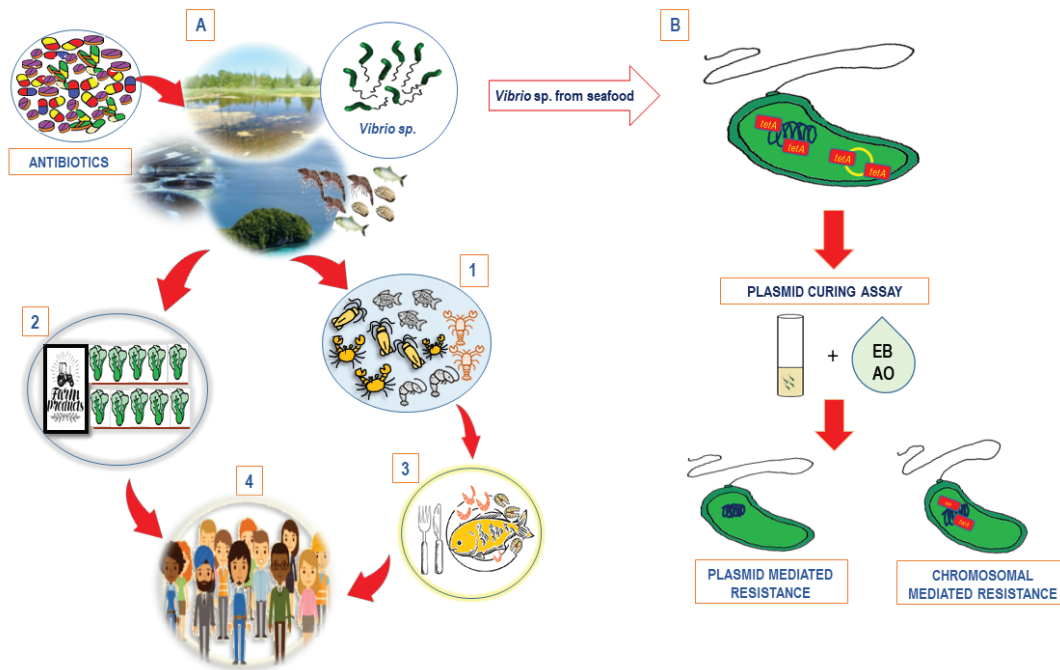 A
B
Vibrio sp.
Vibrio sp. from seafood
ANTIBIOTICS
tetA
tetA
tetA
tetA
1
2
Farm
Products
PLASMID CURING ASSAY
+
EB
AO
3
4
tetA
PLASMID MEDIATED
RESISTANCE
CHROMOSOMAL
MEDIATED RESISTANCE